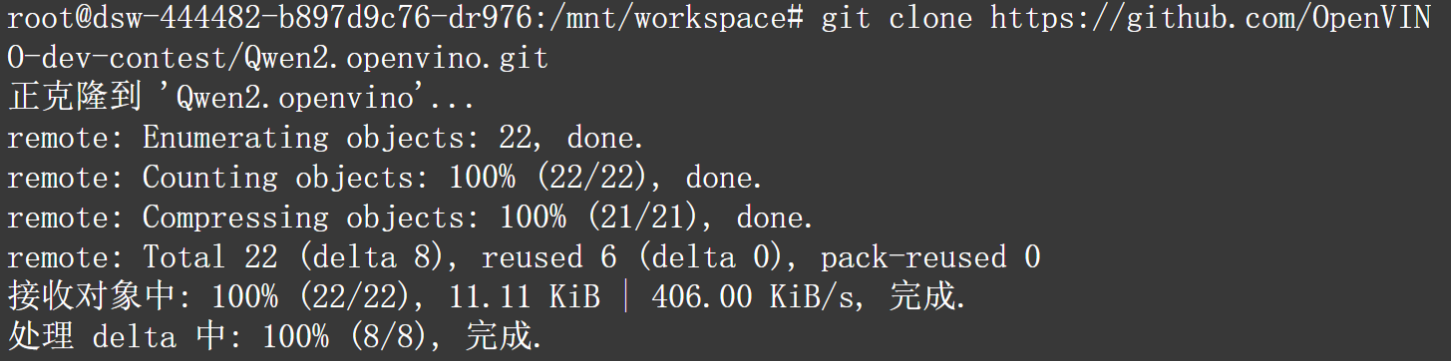 root@dsw-444482-b897d9c76-dr976:/mnt/workspace# git clone https://github.com/OpenVIN
O-dev-contest/Qwen2.openvino.git
正克隆到 'Qwen2.openvino'...
remote: Enumerating objects: 22, done.
remote: Counting objects: 100% (22/22), done.
remote: Compressing objects: 100% (21/21), done.
remote: Total 22 (delta 8), reused 6 (delta 0), pack-reused 0
接收对象中: 100% (22/22), 11.11 KiB | 406.00 KiB/s, 完成.
处理 delta 中: 100% (8/8), 完成.